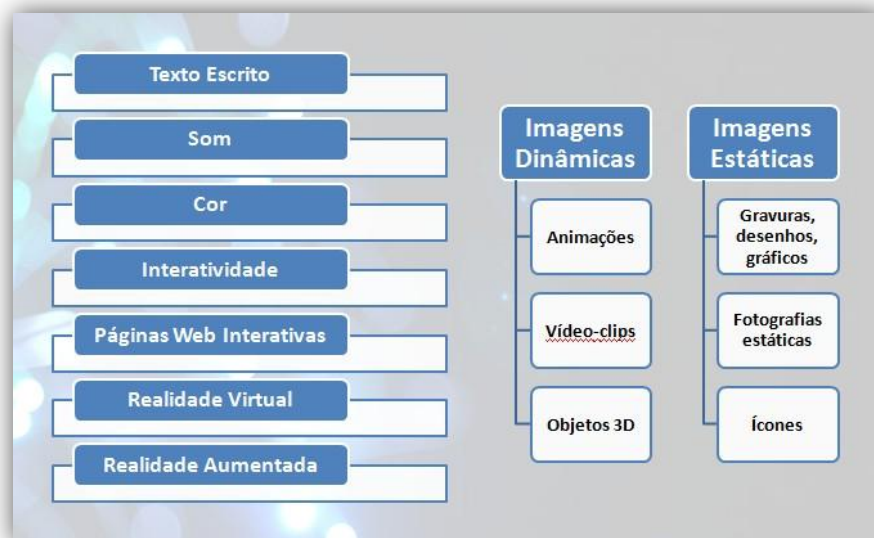 Texto Escrito
Som
Cor
Interatividade
Páginas Web Interativas
Realidade Virtual
Realidade Aumentada
Imagens
Dinâmicas
Animações
Vídeo-clips
Objetos 3D
Imagens
Estáticas
Gravuras,
desenhos,
gráficos
Fotografias
estáticas
Ícones